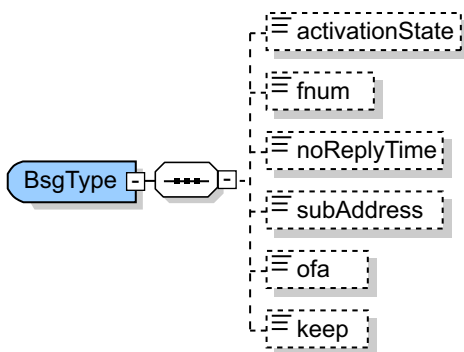 activationState
fnum
noReplyTime
BsgType
subAddress
ofa
keep